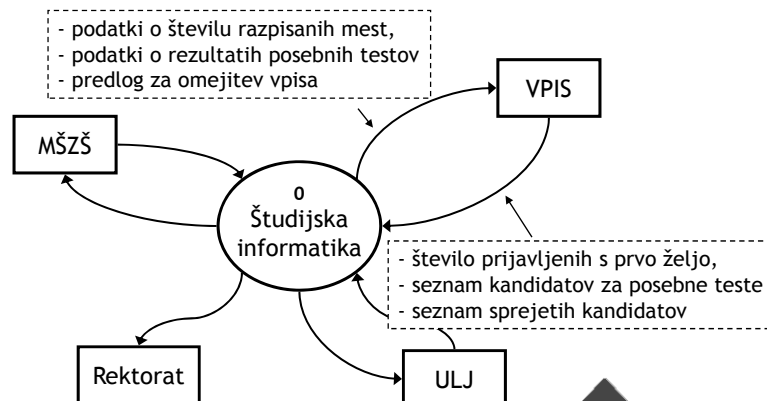 - podatki o številu razpisanih mest,
- podatki o rezultatih posebnih testov
- predlog za omejitev vpisa
VPIS
MŠZŠ
0
Študijska
informatika
- število prijavljenih s prvo željo,
- seznam kandidatov za posebne teste
- seznam sprejetih kandidatov
Rektorat
ULJ